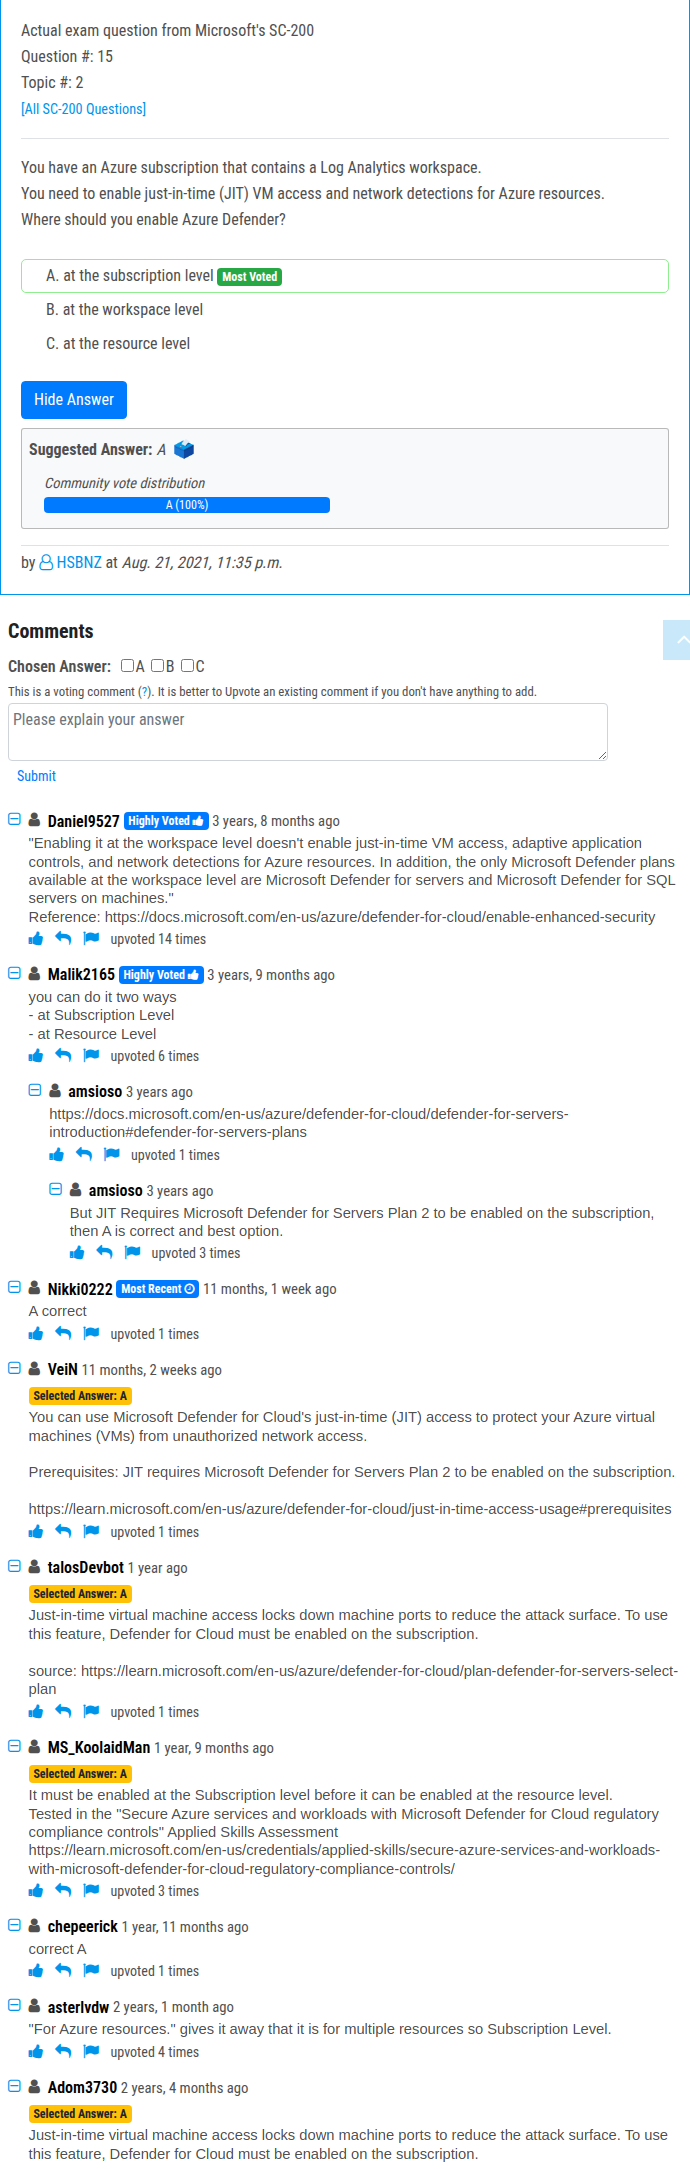 Actual exam question from Microsoft's SC-200
Question #: 15
Topic #: 2
[All SC-200 Questions]
You have an Azure subscription that contains a Log Analytics workspace.
You need to enable just-in-time (JIT) VM access and network detections for Azure resources.
Where should you enable Azure Defender?
A. at the subscription level Most Voted
B. at the workspace level
C. at the resource level
Hide Answer
Suggested Answer: A
Community vote distribution
A (100%)
by HSBNZ at Aug. 21, 2021, 11:35 p.m.
Comments
Chosen Answer: A B C
This is a voting comment (?). It is better to Upvote an existing comment if you don't have anything to add.
Please explain your answer
Submit
Daniel9527 Highly Voted 3 years, 8 months ago
"Enabling it at the workspace level doesn't enable just-in-time VM access, adaptive application
controls, and network detections for Azure resources. In addition, the only Microsoft Defender plans
available at the workspace level are Microsoft Defender for servers and Microsoft Defender for SQL
servers on machines."
Reference: https://docs.microsoft.com/en-us/azure/defender-for-cloud/enable-enhanced-security
upvoted 14 times
Malik2165 Highly Voted 3 years, 9 months ago
you can do it two ways
- at Subscription Level
- at Resource Level
upvoted 6 times
amsioso 3 years ago
https://docs.microsoft.com/en-us/azure/defender-for-cloud/defender-for-servers-
introduction#defender-for-servers-plans
upvoted 1 times
amsioso 3 years ago
But JIT Requires Microsoft Defender for Servers Plan 2 to be enabled on the subscription,
then A is correct and best option.
upvoted 3 times
Nikki0222 Most Recent 11 months, 1 week ago
A correct
upvoted 1 times
VeiN 11 months, 2 weeks ago
Selected Answer: A
You can use Microsoft Defender for Cloud's just-in-time (JIT) access to protect your Azure virtual
machines (VMs) from unauthorized network access.
Prerequisites: JIT requires Microsoft Defender for Servers Plan 2 to be enabled on the subscription.
https://learn.microsoft.com/en-us/azure/defender-for-cloud/just-in-time-access-usage#prerequisites
upvoted 1 times
talosDevbot 1 year ago
Selected Answer: A
Just-in-time virtual machine access locks down machine ports to reduce the attack surface. To use
this feature, Defender for Cloud must be enabled on the subscription.
source: https://learn.microsoft.com/en-us/azure/defender-for-cloud/plan-defender-for-servers-select-
plan
upvoted 1 times
MS_KoolaidMan 1 year, 9 months ago
Selected Answer: A
It must be enabled at the Subscription level before it can be enabled at the resource level.
Tested in the "Secure Azure services and workloads with Microsoft Defender for Cloud regulatory
compliance controls" Applied Skills Assessment
https://learn.microsoft.com/en-us/credentials/applied-skills/secure-azure-services-and-workloads-
with-microsoft-defender-for-cloud-regulatory-compliance-controls/
upvoted 3 times
chepeerick 1 year, 11 months ago
correct A
upvoted 1 times
asterlvdw 2 years, 1 month ago
"For Azure resources." gives it away that it is for multiple resources so Subscription Level.
upvoted 4 times
Adom3730 2 years, 4 months ago
Selected Answer: A
Just-in-time virtual machine access locks down machine ports to reduce the attack surface. To use
this feature, Defender for Cloud must be enabled on the subscription.